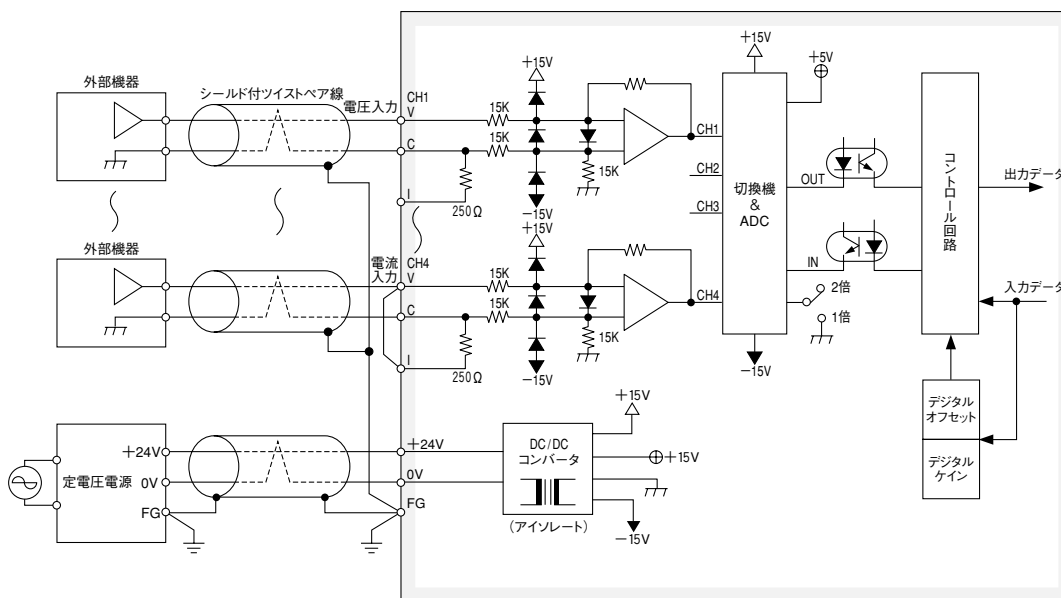 外部機器
シールド付ツイストペア線
電圧入力
CH1
V
C
I
250Ω
15K
15K
+15V
−15V
15K
CH1
CH2
CH3
+15V
+5V
切換機
&
ADC
OUT
IN
2倍
1倍
−15V
コントロール回路
出力データ
入力データ
外部機器
電流
入力
CH4
V
C
I
250Ω
15K
15K
+15V
−15V
15K
CH4
デジタル
オフセット
デジタル
ケイン
定電圧電源
+24V
0V
FG
+24V
0V
FG
DC/DC
コンバータ
(アイソレート)
+15V
+15V
−15V